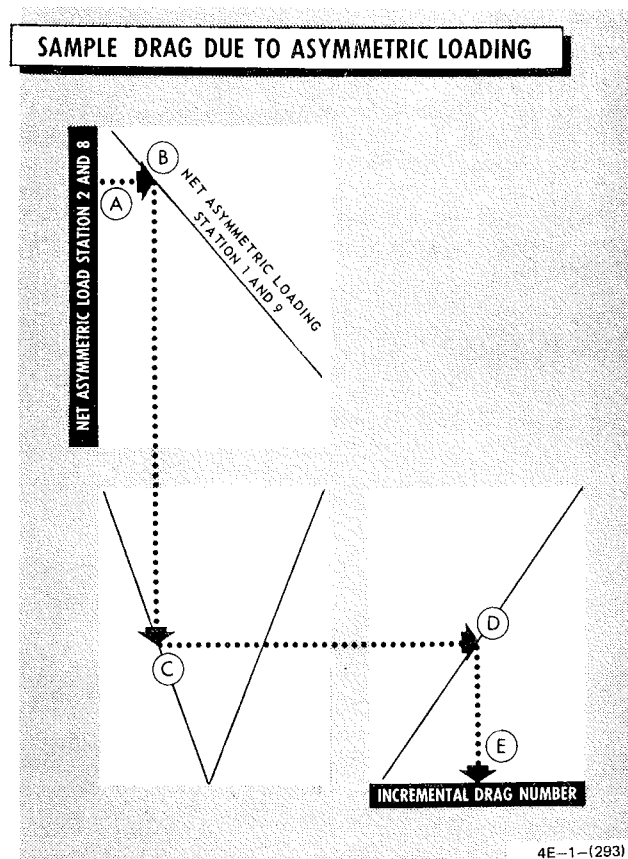 SAMPLE DRAG DUE TO ASYMMETRIC LOADING
NET ASYMMETRIC LOAD STATION 2 AND 8
A
B
NET ASYMMETRIC LOADING
STATION 1 AND 9
C
D
E
INCREMENTAL DRAG NUMBER
4E-1-(293)